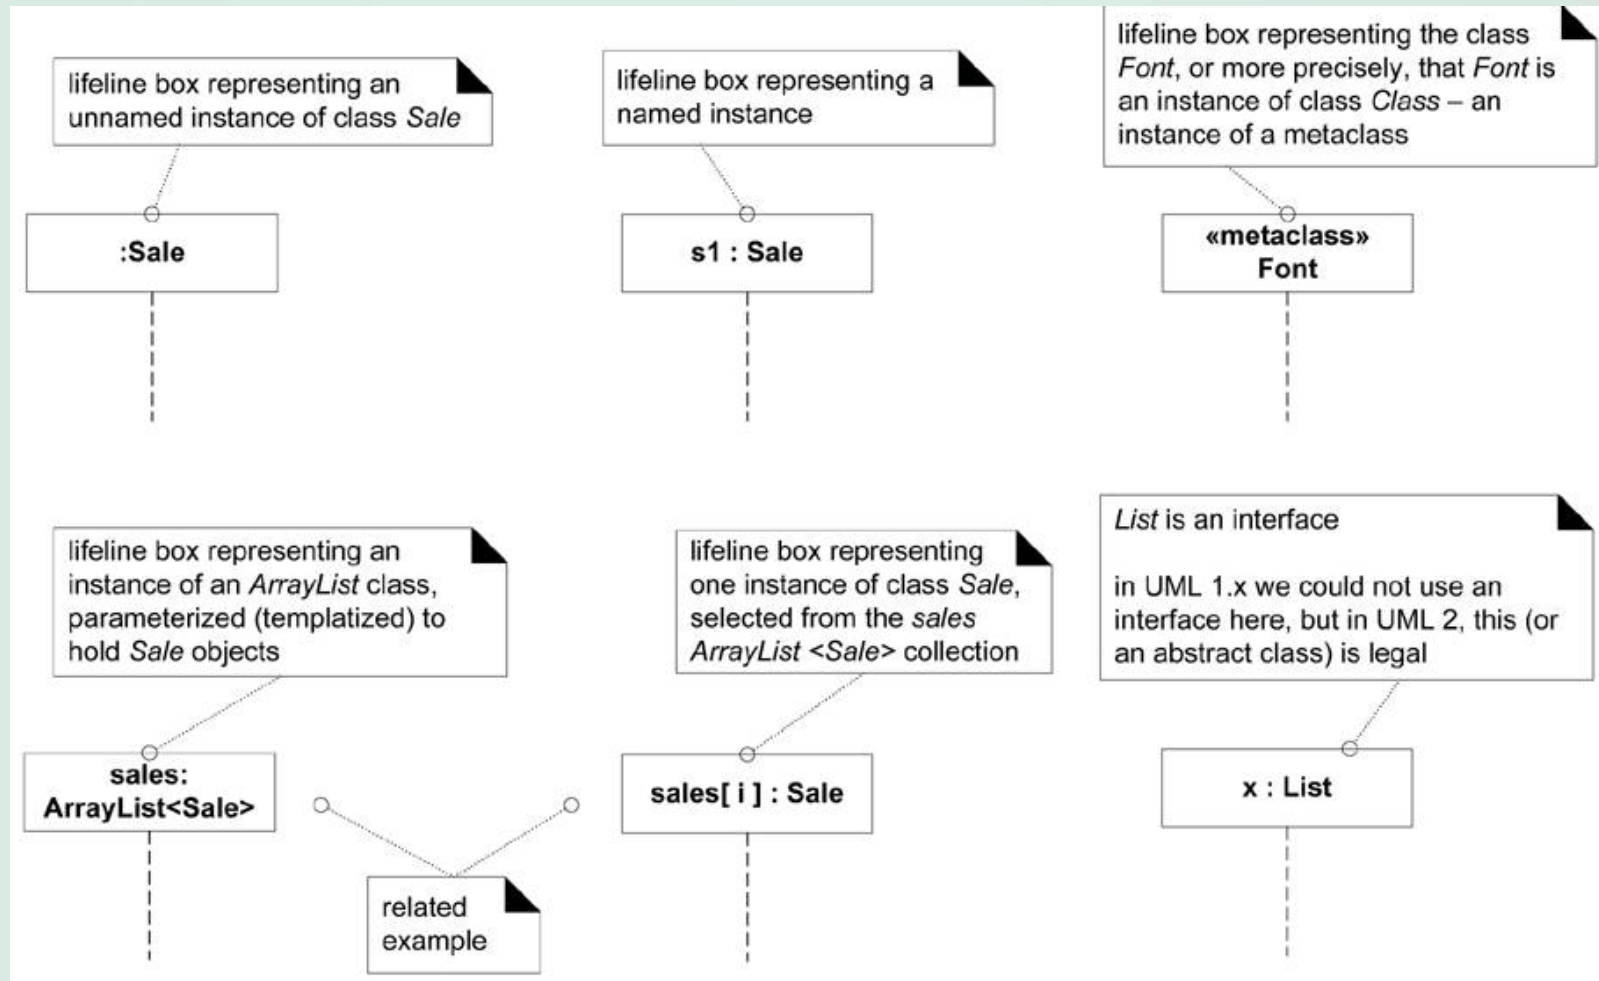 lifeline box representing an
unnamed instance of class Sale
:Sale
lifeline box representing a
named instance
s1 : Sale
lifeline box representing the class
Font, or more precisely, that Font is
an instance of class Class – an
instance of a metaclass
«metaclass»
Font
lifeline box representing an
instance of an ArrayList class,
parameterized (templatized) to
hold Sale objects
sales:
ArrayList<Sale>
related
example
lifeline box representing
one instance of class Sale,
selected from the sales
ArrayList <Sale> collection
sales[ i ] : Sale
List is an interface
in UML 1.x we could not use an
interface here, but in UML 2, this (or
an abstract class) is legal
x : List